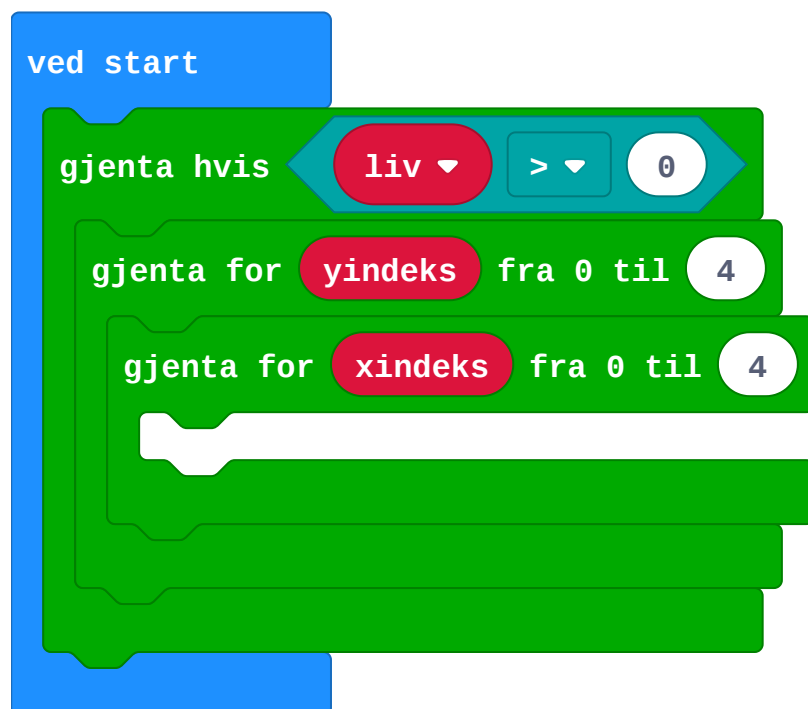 ved start
gjenta hvis liv > 0
gjenta for yindeks fra 0 til 4
gjenta for xindeks fra 0 til 4